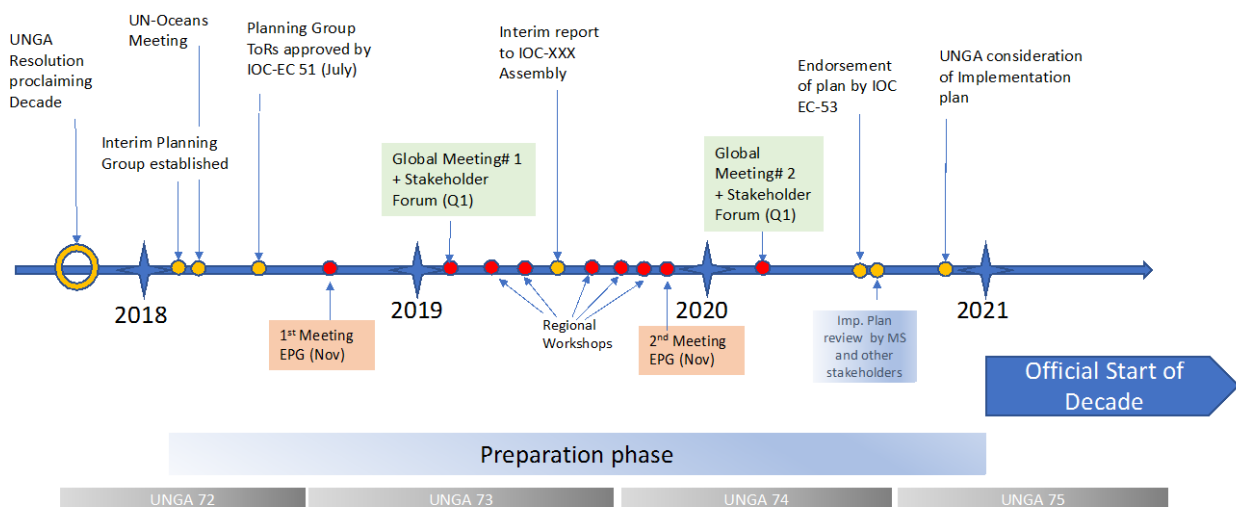 UNGA
Resolution
proclaiming
Decade
UN-Oceans
Meeting
Interim Planning
Group established
Planning Group
ToRs approved by
IOC-EC 51 (July)
Global Meeting# 1
+ Stakeholder
Forum (Q1)
Interim report
to IOC-XXX
Assembly
Global
Meeting# 2
+ Stakeholder
Forum (Q1)
Endorsement
of plan by IOC
EC-53
UNGA consideration
of Implementation
plan
2018
2019
2020
2021
1st Meeting
EPG (Nov)
Regional
Workshops
2nd Meeting
EPG (Nov)
Imp. Plan
review by MS
and other
stakeholders
Official Start of
Decade
Preparation phase
UNGA 72
UNGA 73
UNGA 74
UNGA 75